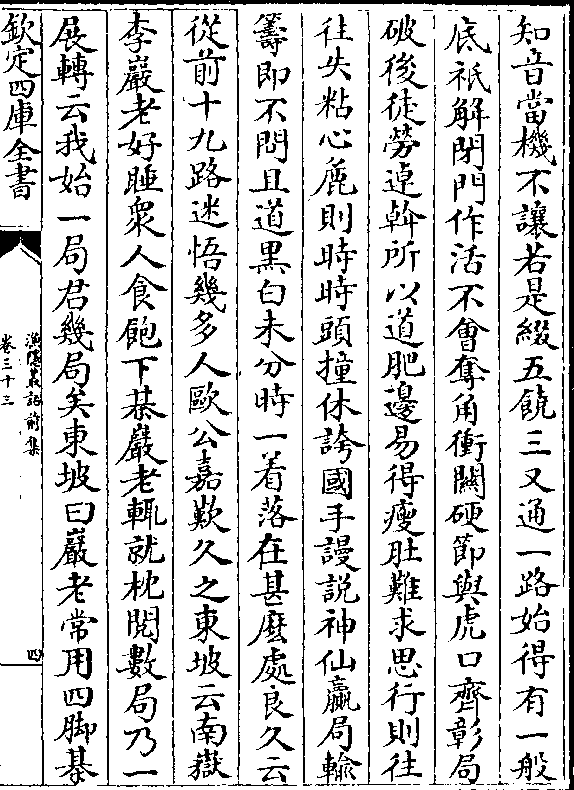 知音當機不讓若是綴五饒三又通一路始得有一般
底祇解閉門作活不會奪角衝關硬節與虎口齊彰局
破後徒勞逴斡所以道肥邊易得瘦肚難求思行則往
往失粘心麄則時時頭撞休誇國手謾説神仙贏局輸
籌即不問且道黒白未分時一着落在甚麽處良久云
從前十九路迷悟幾多人歐公嘉歎久之東坡云南嶽
李巖老好睡衆人食飽下棊巖老輒就枕閲數局乃一
展轉云我始一局君幾局矣東坡曰巖老常用四脚棊
欽定四庫全書
漁隠叢話前集
卷三十三
四